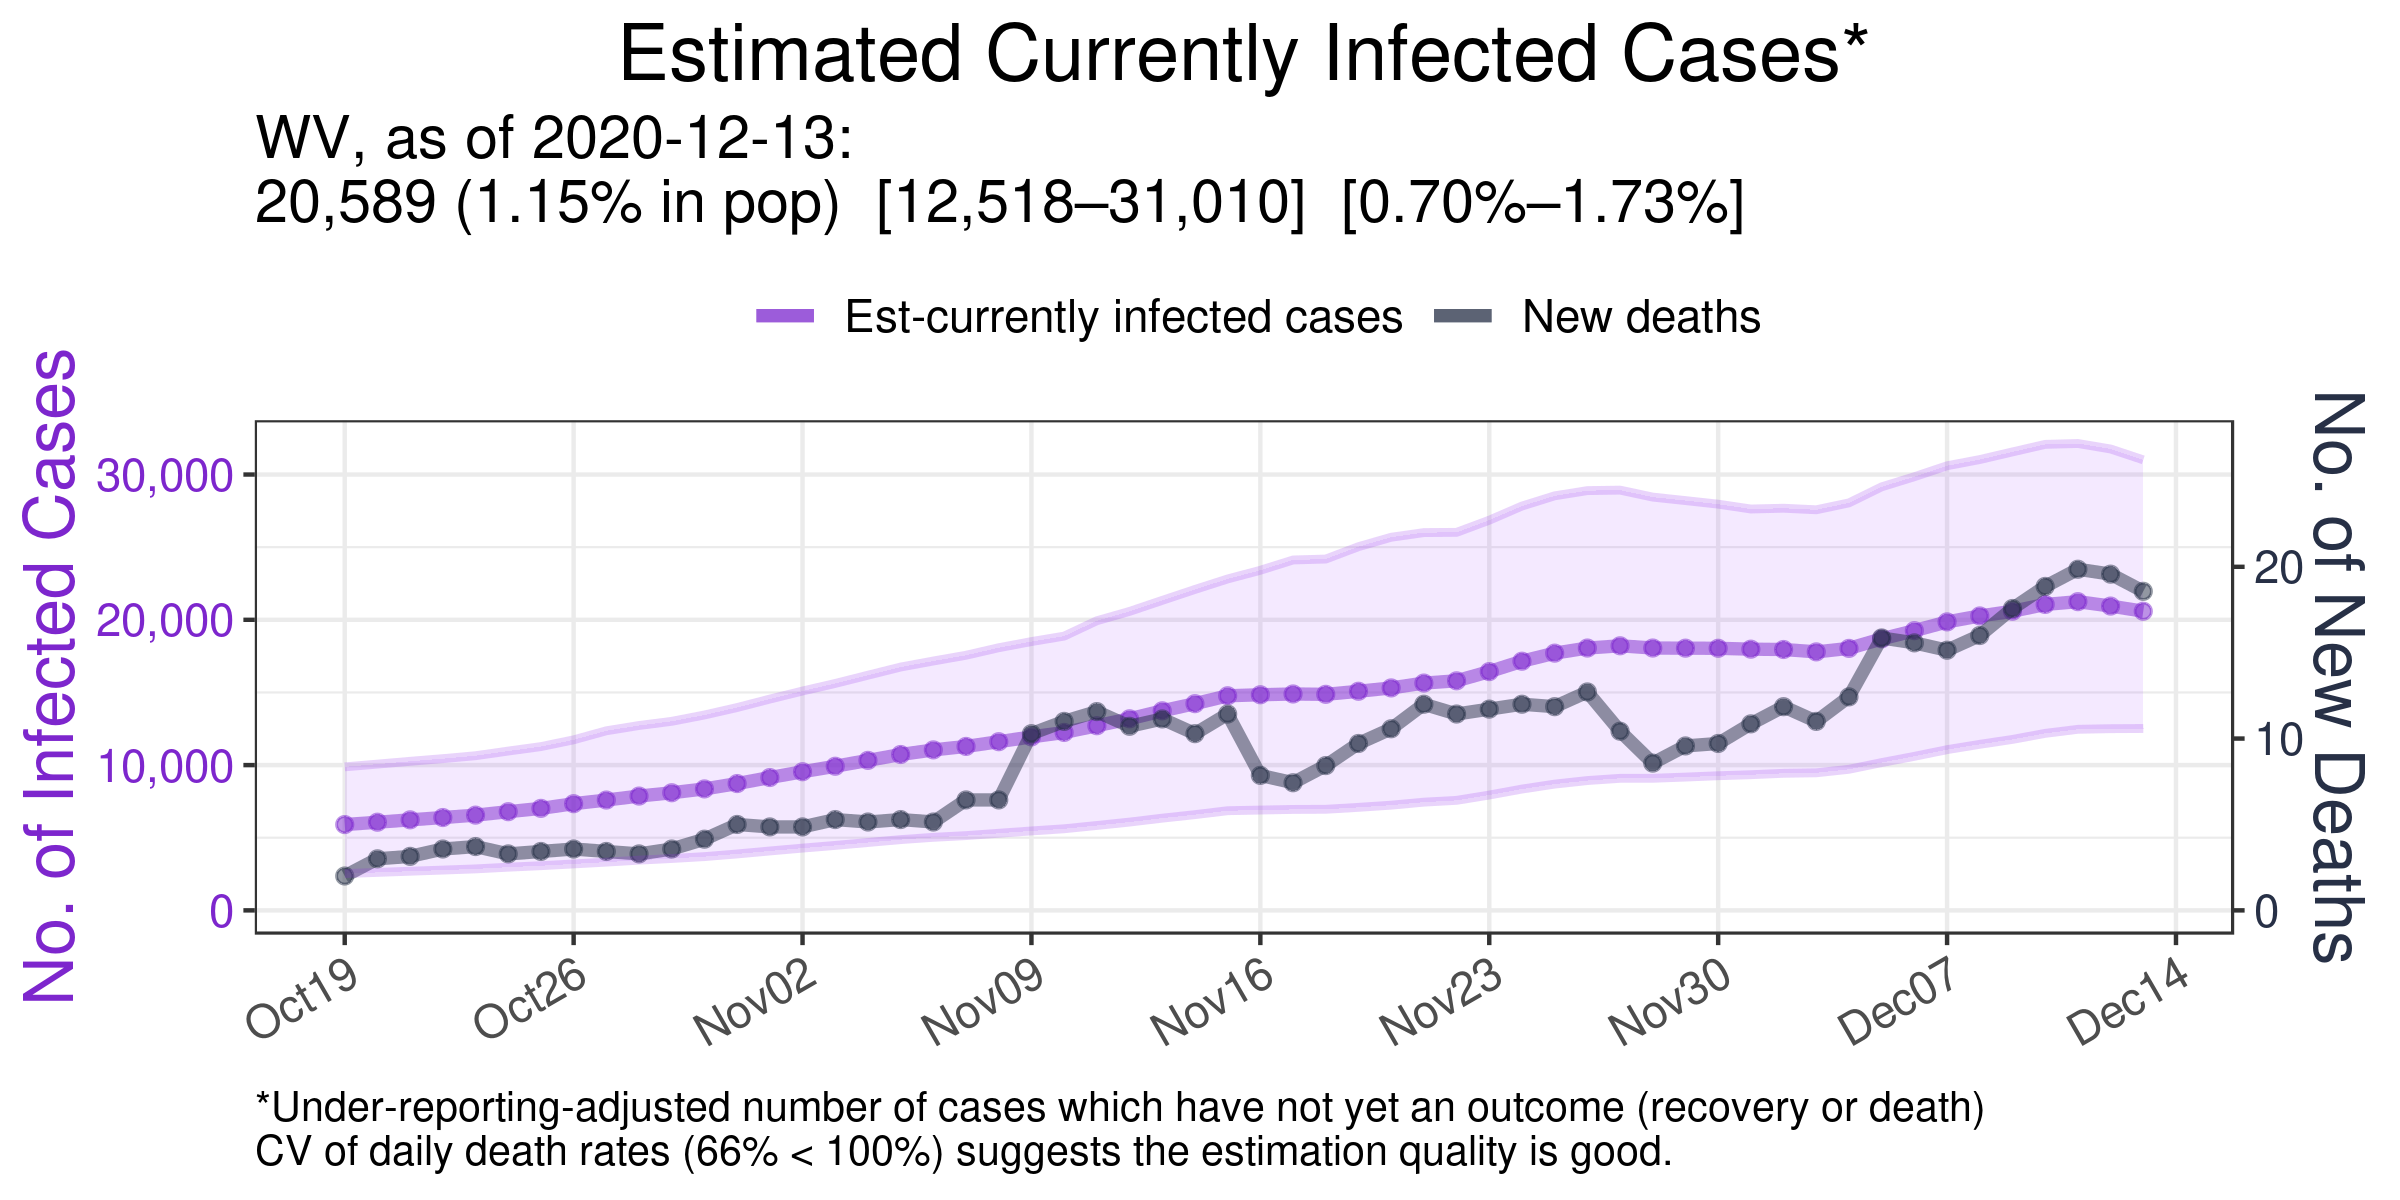 Estimated Currently Infected Cases*
WV, as of 2020-12-13:
20,589 (1.15% in pop)  [12,518–31,010]  [0.70%–1.73%]
Est-currently infected cases
New deaths
No. of Infected Cases
30,000
20,000
10,000
0
No. of New Deaths
20
10
0
Oct19
Oct26
Nov02
Nov09
Nov16
Nov23
Nov30
Dec07
Dec14
*Under-reporting-adjusted number of cases which have not yet an outcome (recovery or death)
CV of daily death rates (66% < 100%) suggests the estimation quality is good.